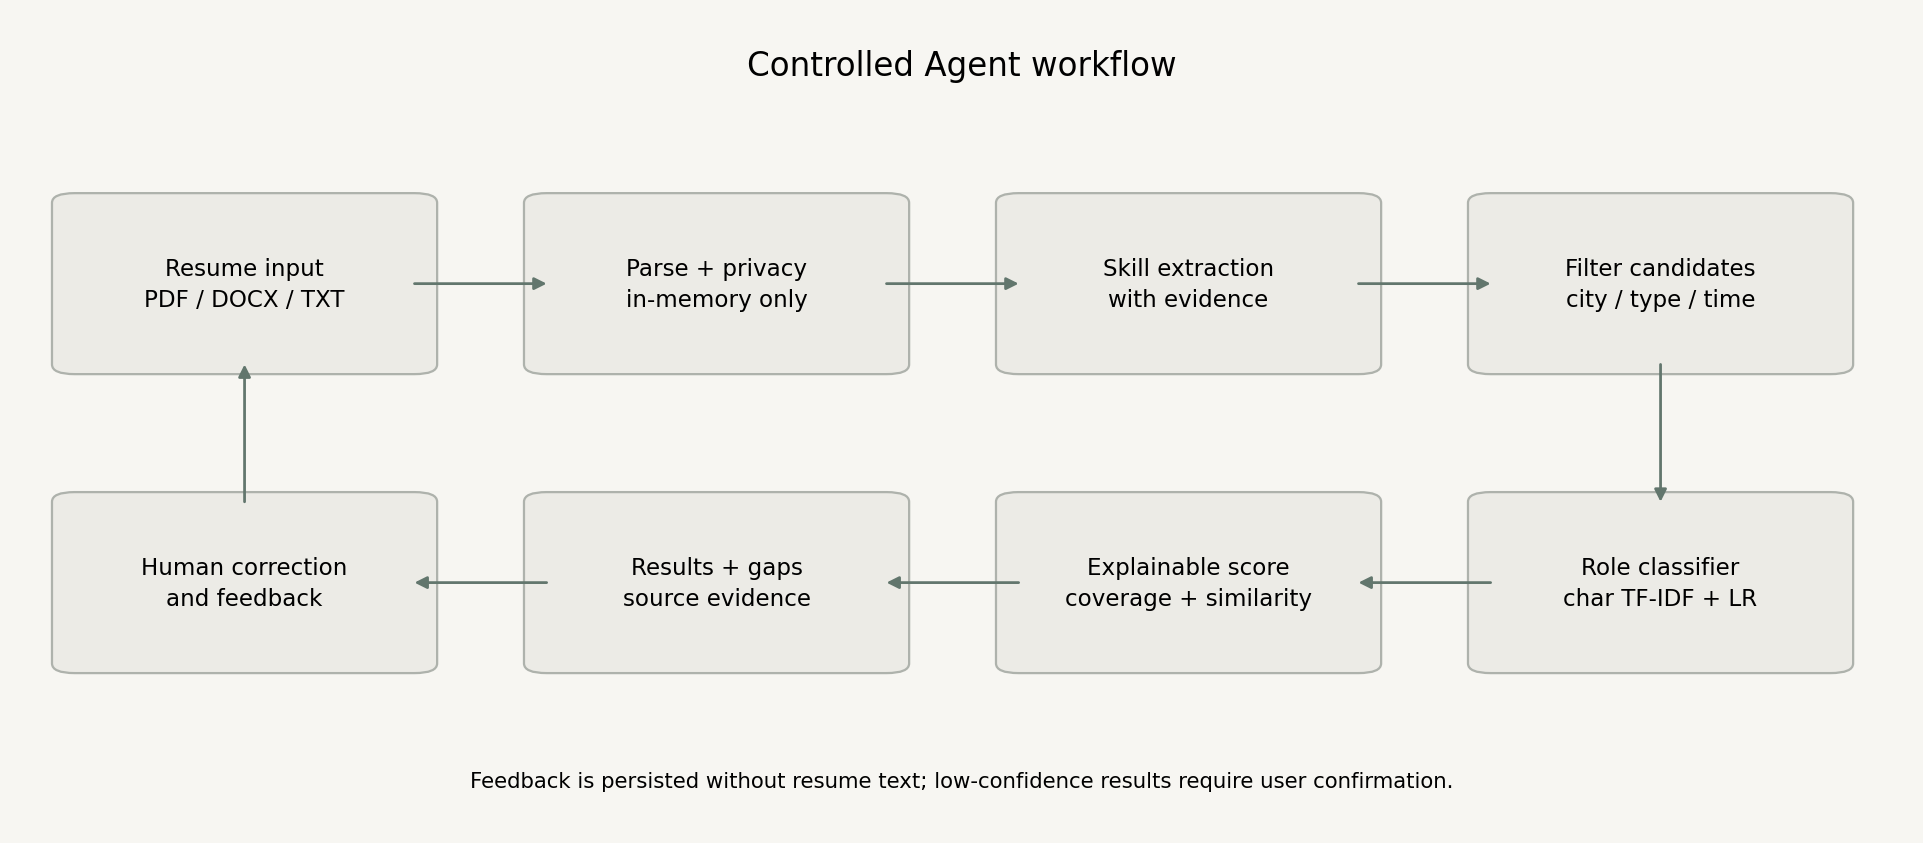 Controlled Agent workflow
Resume input
PDF / DOCX / TXT
Parse + privacy
in-memory only
Skill extraction
with evidence
Filter candidates
city / type / time
Human correction
and feedback
Results + gaps
source evidence
Explainable score
coverage + similarity
Role classifier
char TF-IDF + LR
Feedback is persisted without resume text; low-confidence results require user confirmation.